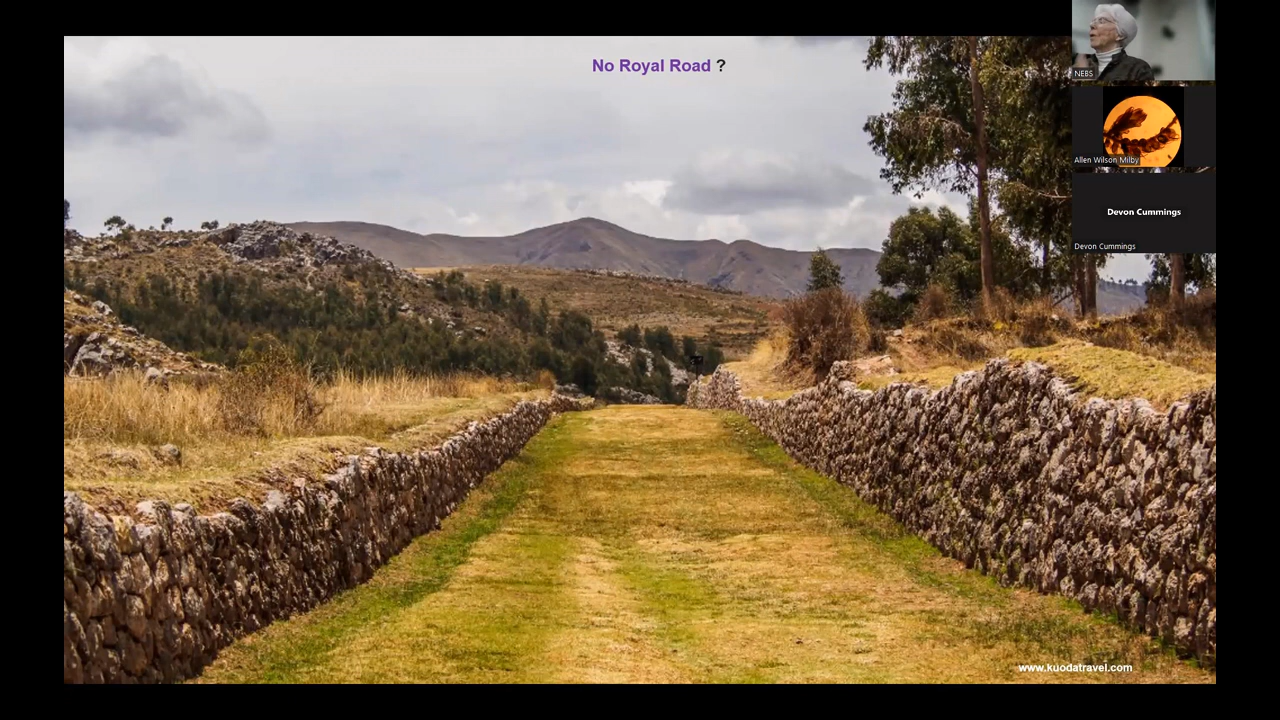 No Royal Road ?
NEBS
Allen Wilson Milby
Devon Cummings
Devon Cummings
www.kuodatravel.com